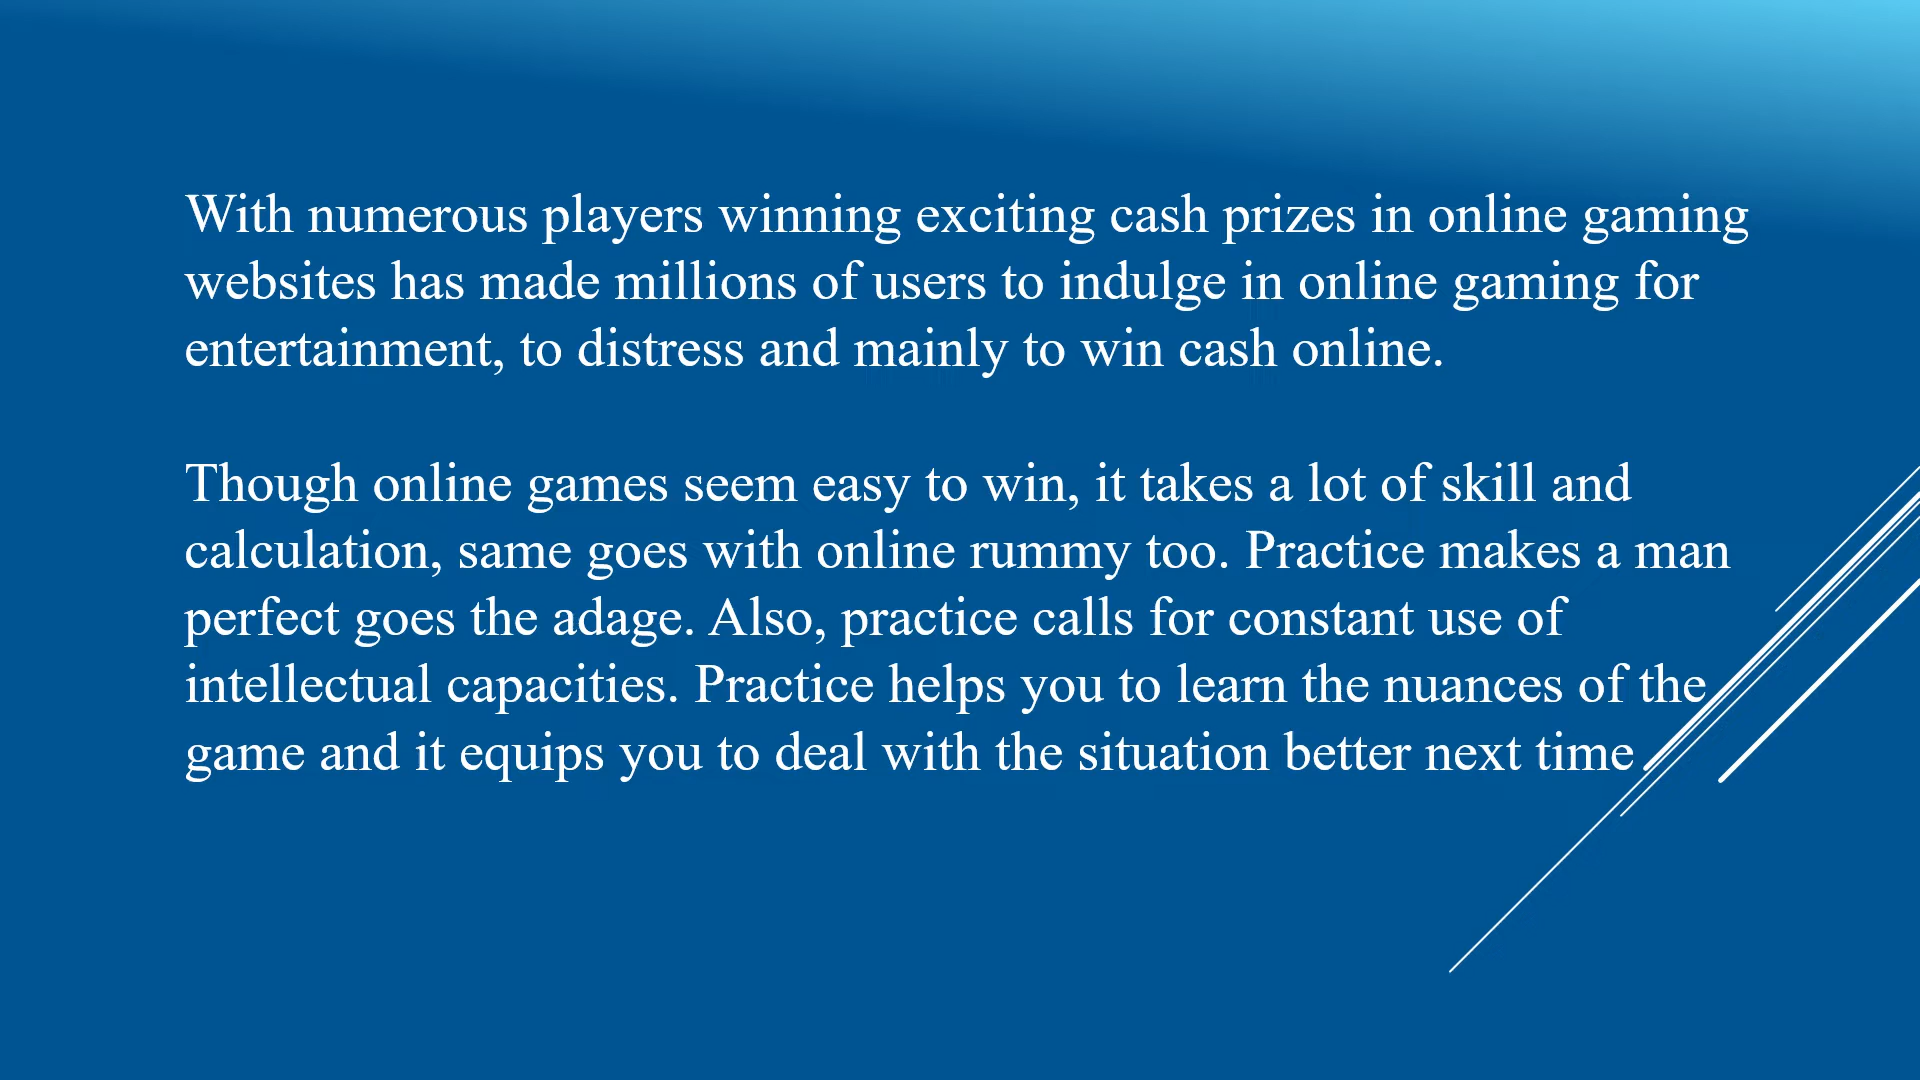 With numerous players winning exciting cash prizes in online gaming
websites has made millions of users to indulge in online gaming for
entertainment, to distress and mainly to win cash online.
Though online games seem easy to win, it takes a lot of skill and
calculation, same goes with online rummy too. Practice makes a man
perfect goes the adage. Also, practice calls for constant use of
intellectual capacities. Practice helps you to learn the nuances of the
game and it equips you to deal with the situation better next time